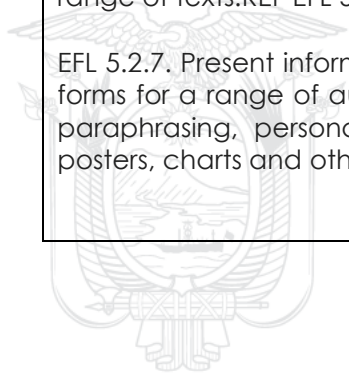 range of texts.REF EFL 5
EFL 5.2.7. Present inform
forms for a range of au
paraphrasing, persona
posters, charts and oth